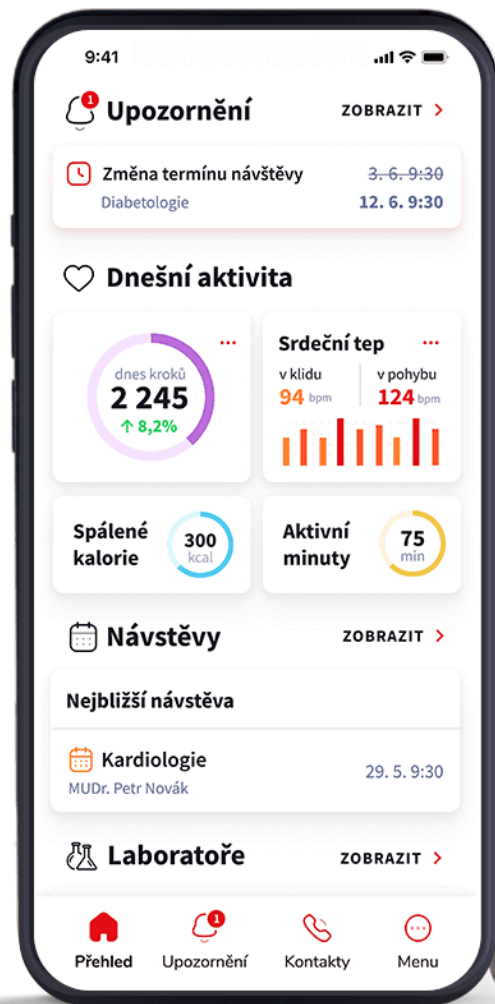 9:41
1
Upozornění
ZOBRAZIT >
Změna termínu návštěvy
3. 6. 9:30
Diabetologie
12. 6. 9:30
Dnešní aktivita
...
dnes kroků
2 245
↑ 8,2%
Srdeční tep
...
v klidu
v pohybu
94 bpm
124 bpm
Spálené
kalorie
300
kcal
Aktivní
minuty
75
min
Návstěvy
ZOBRAZIT >
Nejbližší návstěva
Kardiologie
MUDr. Petr Novák
29. 5. 9:30
Laboratoře
ZOBRAZIT >
1
Přehled
Upozornění
Kontakty
Menu